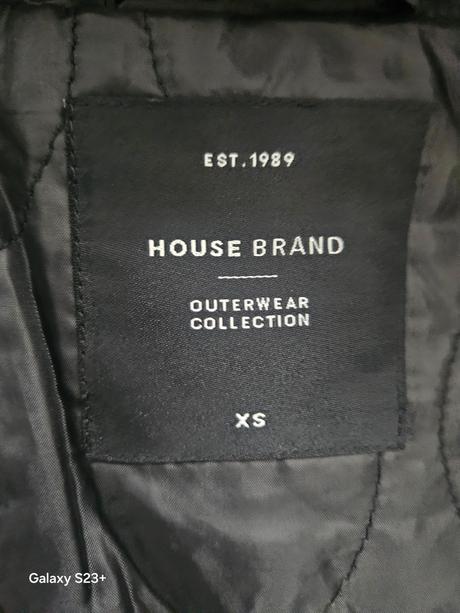 EST.1989
HOUSE BRAND
OUTERWEAR
COLLECTION
XS
Galaxy S23+